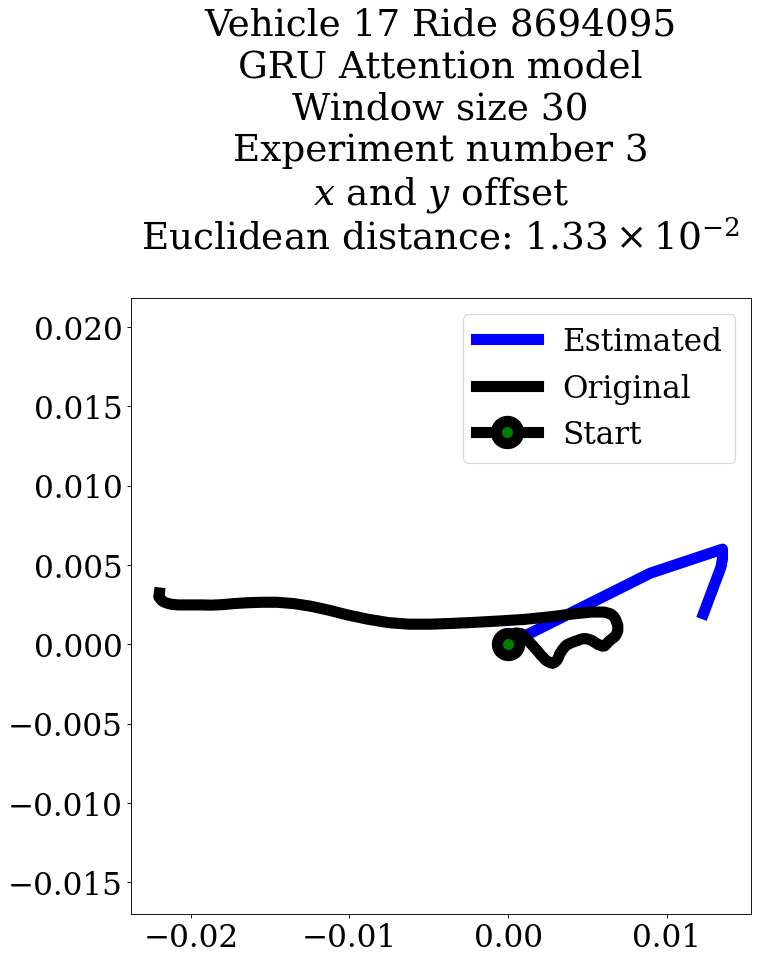 Vehicle 17 Ride 8694095
GRU Attention model
Window size 30
Experiment number 3
x and y offset
Euclidean distance: 1.33 × 10⁻²
Estimated
Original
Start
0.020
0.015
0.010
0.005
0.000
−0.005
−0.010
−0.015
−0.02 −0.01 0.00 0.01